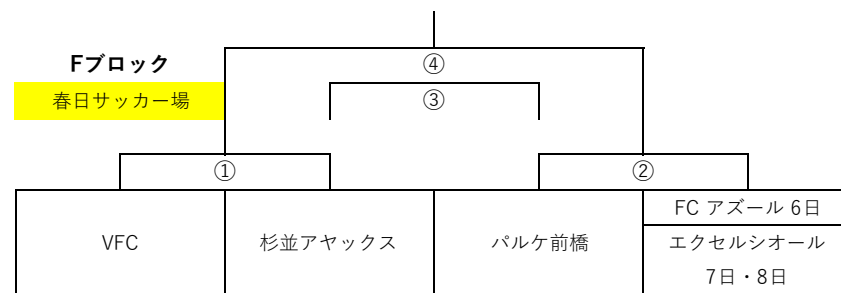 Fブロック
春日サッカー場
④
③
①
②
VFC
杉並アヤックス
パルケ前橋
FC アズール 6日
エクセルシオール
7日・8日